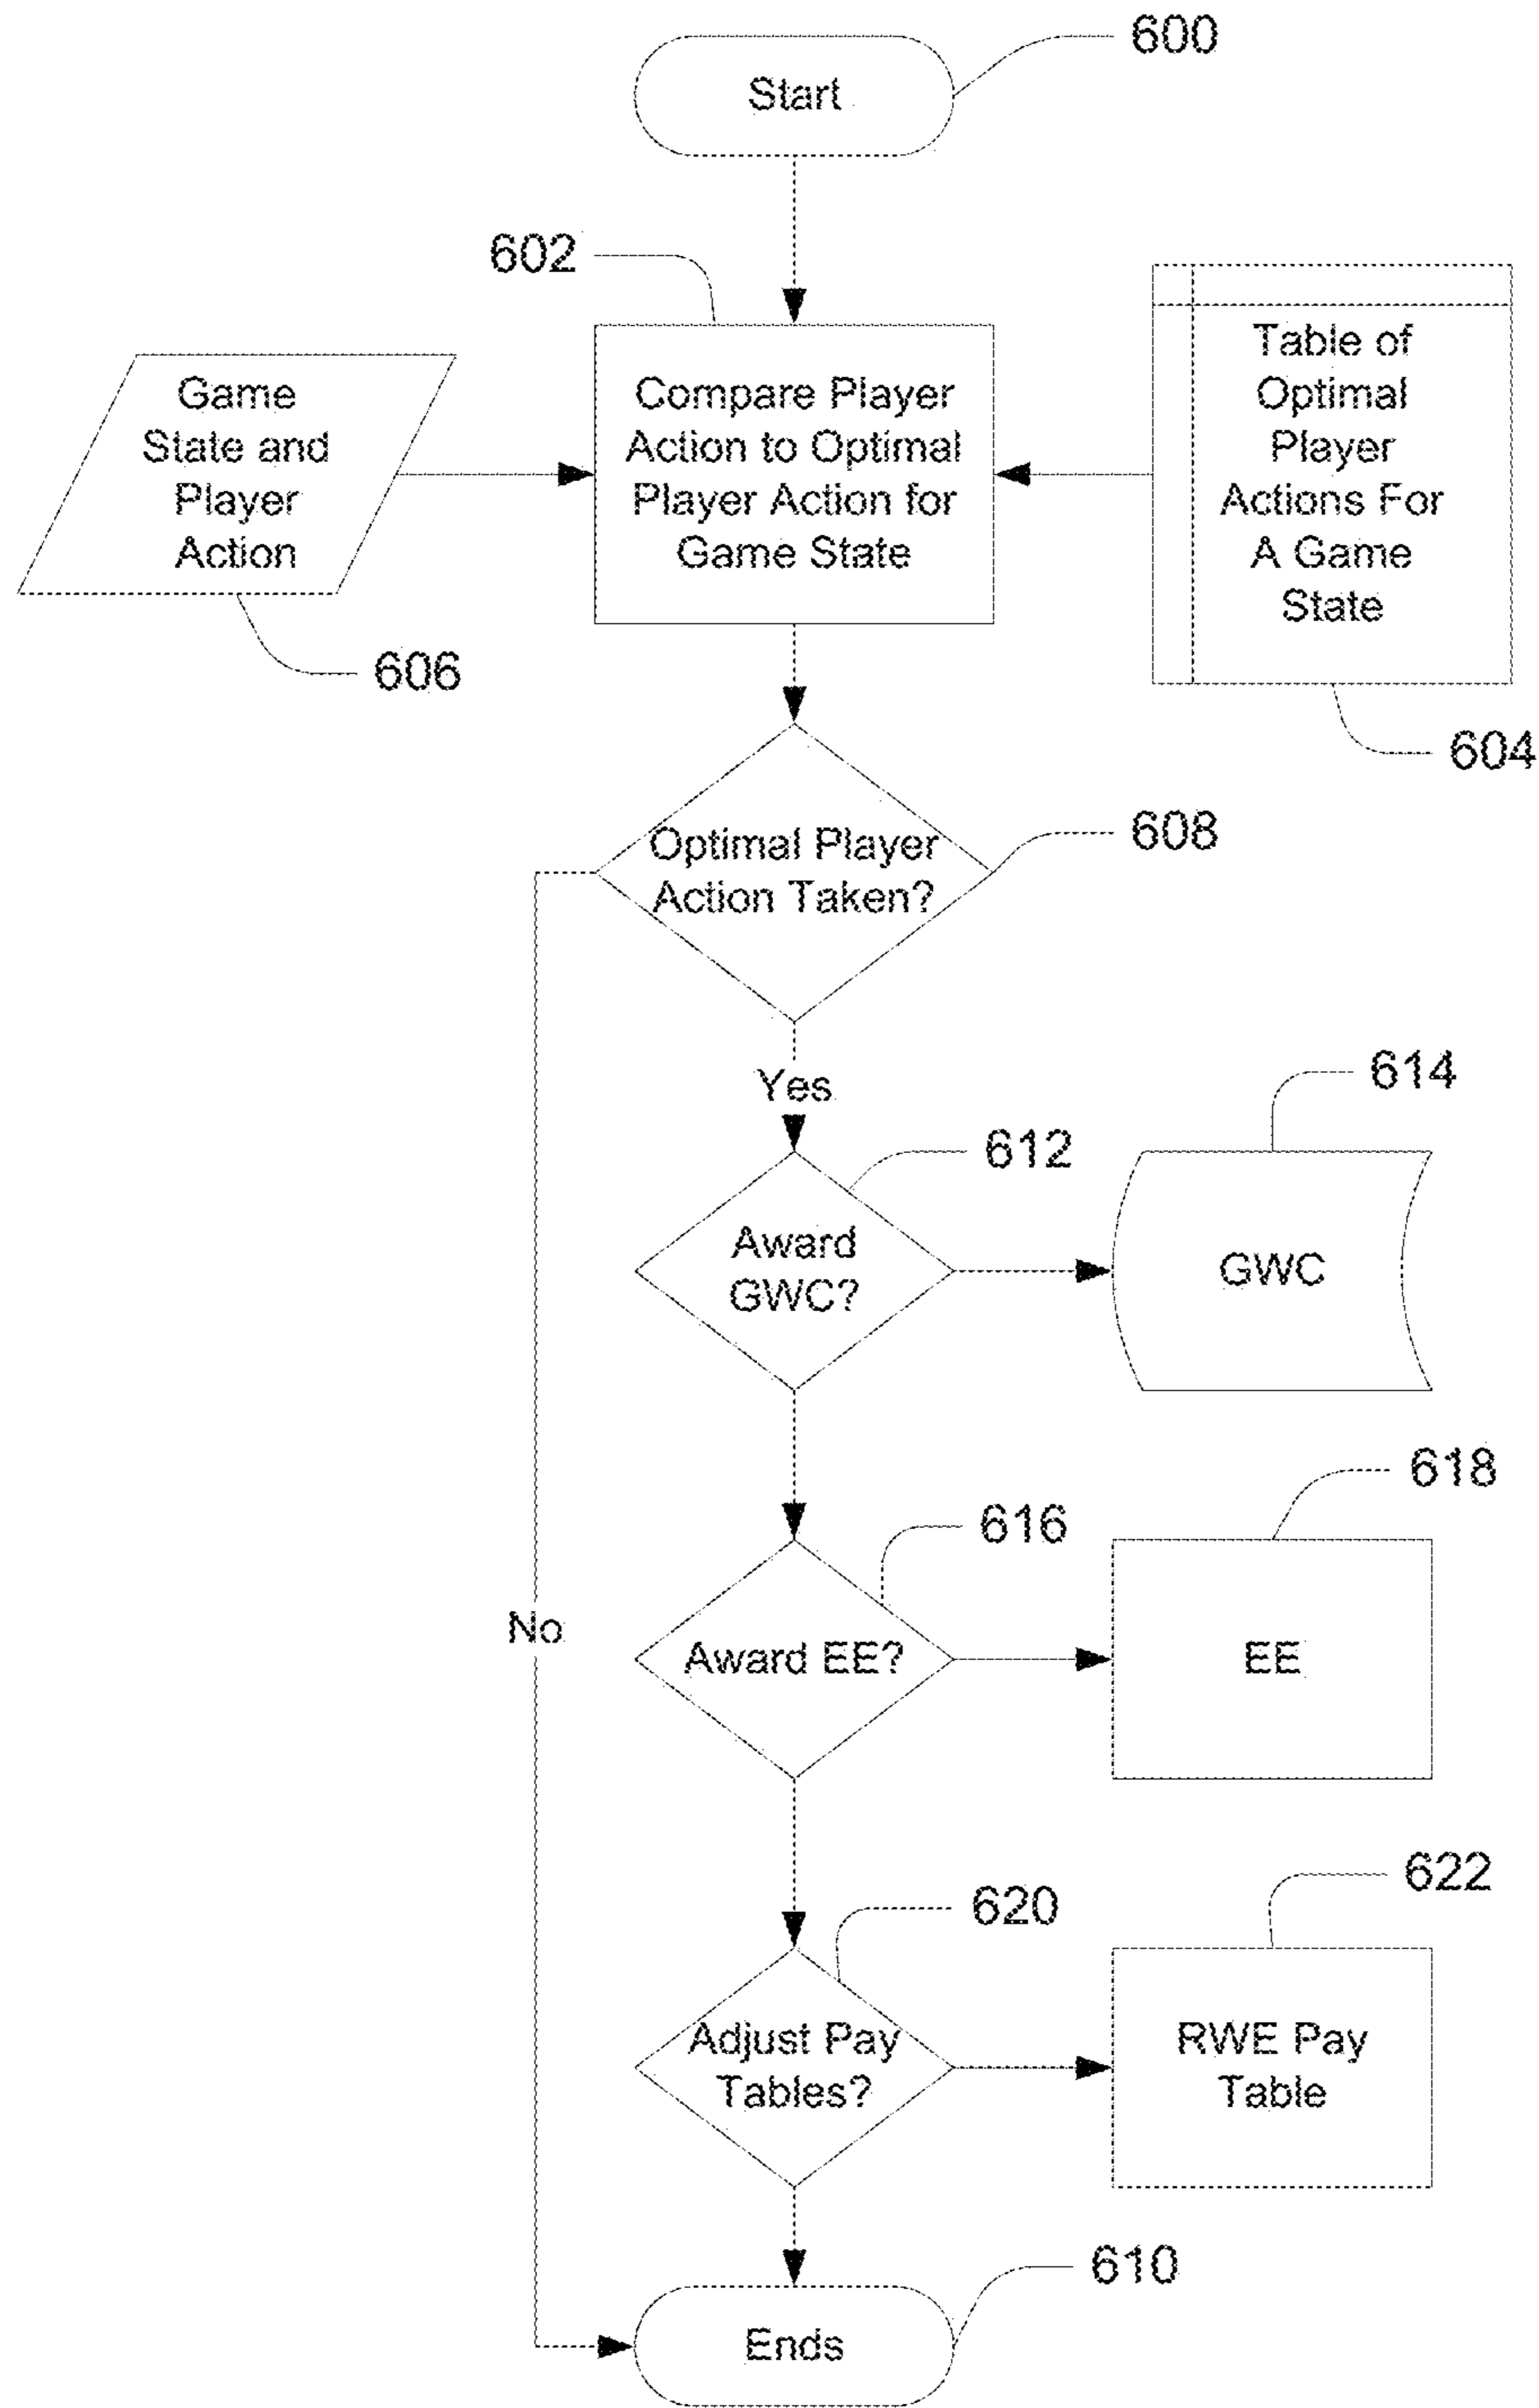 600
Start
602
Game
State and
Player
Action
606
Compare Player
Action to Optimal
Player Action for
Game State
Table of
Optimal
Player
Actions For
A Game
State
604
Optimal Player
Action Taken?
608
Yes
614
612
Award
GWC?
GWC
618
616
No
Award EE?
EE
622
620
Adjust Pay
Tables?
RWE Pay
Table
610
Ends